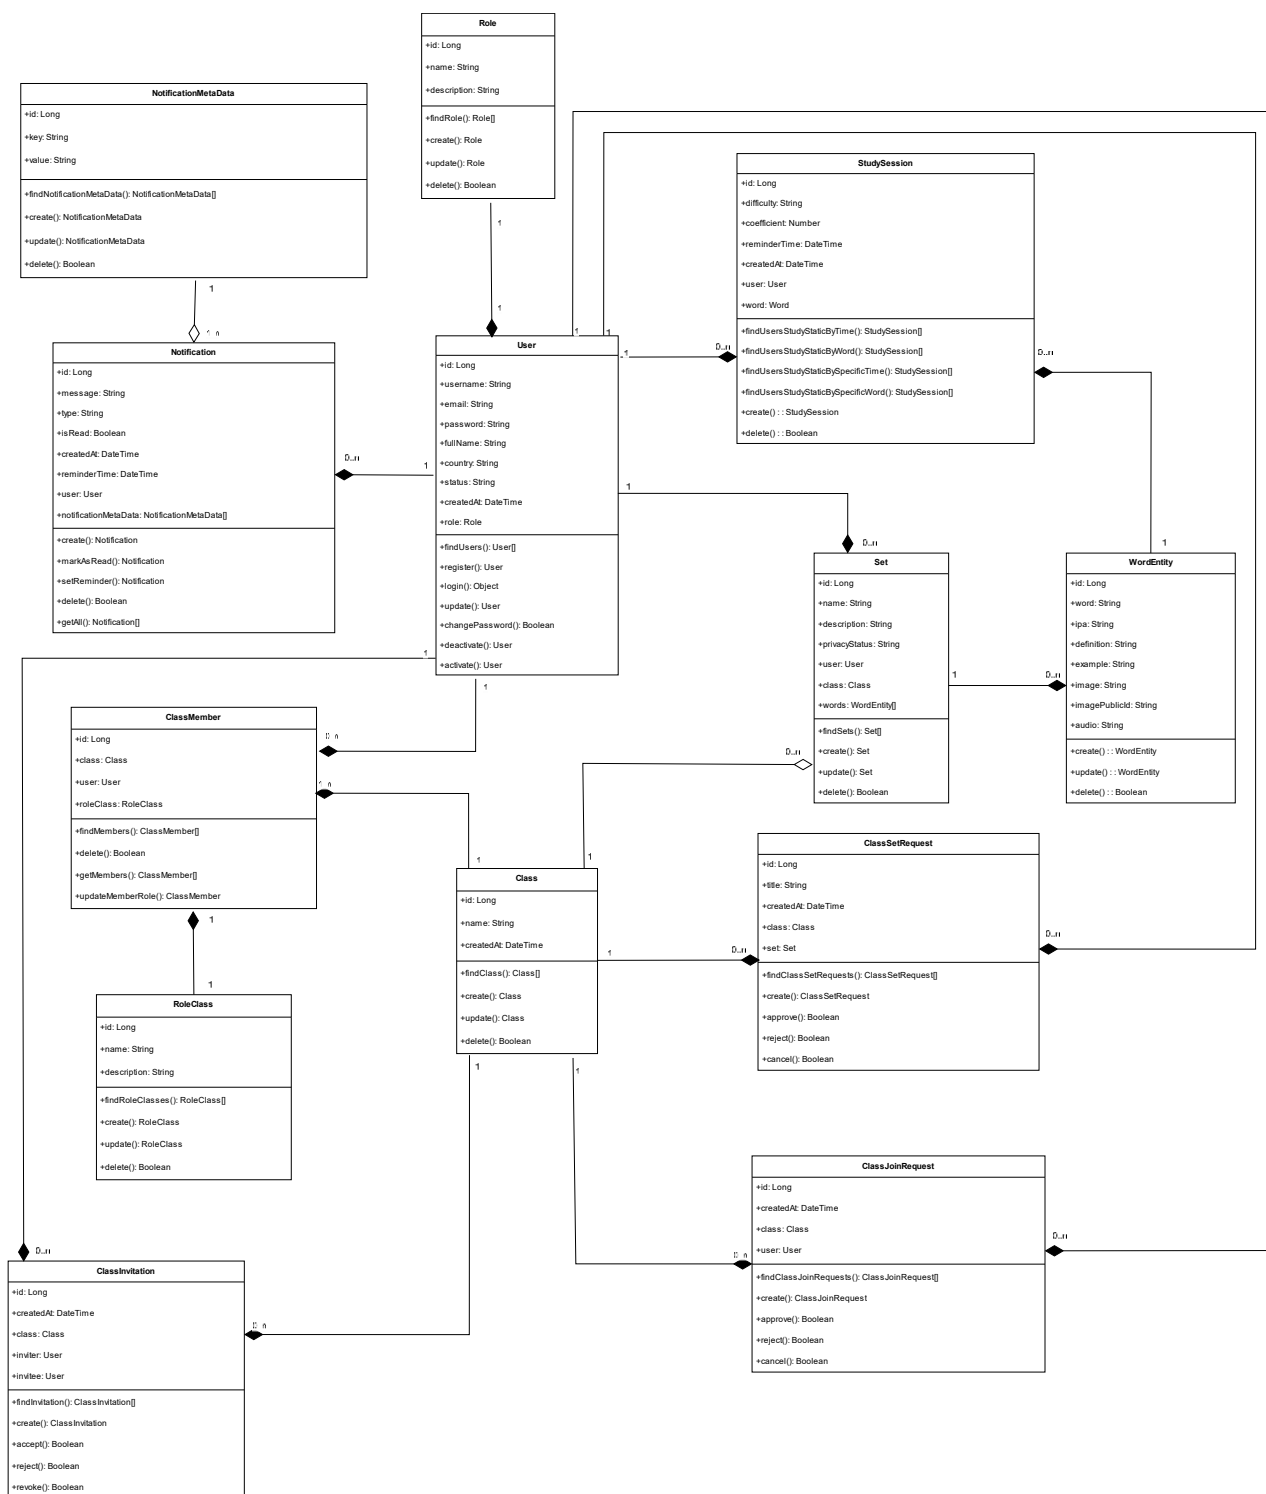 Role
+id: Long
+name: String
+description: String
+findRole(): Role[]
+create(): Role
+update(): Role
+delete(): Boolean
1
1
NotificationMetaData
+id: Long
+key: String
+value: String
+findNotificationMetaData(): NotificationMetaData[]
+create(): NotificationMetaData
+update(): NotificationMetaData
+delete(): Boolean
1
1..n
Notification
+id: Long
+message: String
+type: String
+isRead: Boolean
+createdAt: DateTime
+reminderTime: DateTime
+user: User
+notificationMetaData: NotificationMetaData[]
+create(): Notification
+markAsRead(): Notification
+setReminder(): Notification
+delete(): Boolean
+getAll(): Notification[]
0..n
1
User
+id: Long
+username: String
+email: String
+password: String
+fullName: String
+country: String
+status: String
+createdAt: DateTime
+role: Role
+findUsers(): User[]
+register(): User
+login(): Object
+update(): User
+changePassword(): Boolean
+deactivate(): User
+activate(): User
1
1
1
0..n
1
0..n
1
1
StudySession
+id: Long
+difficulty: String
+coefficient: Number
+reminderTime: DateTime
+createdAt: DateTime
+user: User
+word: Word
+findUsersStudyStaticByTime(): StudySession[]
+findUsersStudyStaticByWord(): StudySession[]
+findUsersStudyStaticBySpecificTime(): StudySession[]
+findUsersStudyStaticBySpecificWord(): StudySession[]
+create() : : StudySession
+delete() : : Boolean
0..n
1
Set
+id: Long
+name: String
+description: String
+privacyStatus: String
+user: User
+class: Class
+words: WordEntity[]
+findSets(): Set[]
+create(): Set
+update(): Set
+delete(): Boolean
1
0..n
0..n
WordEntity
+id: Long
+word: String
+ipa: String
+definition: String
+example: String
+image: String
+imagePublicId: String
+audio: String
+create() : : WordEntity
+update() : : WordEntity
+delete() : : Boolean
ClassMember
+id: Long
+class: Class
+user: User
+roleClass: RoleClass
+findMembers(): ClassMember[]
+delete(): Boolean
+getMembers(): ClassMember[]
+updateMemberRole(): ClassMember
0..n
1..n
1
1
RoleClass
+id: Long
+name: String
+description: String
+findRoleClasses(): RoleClass[]
+create(): RoleClass
+update(): RoleClass
+delete(): Boolean
1
1
Class
+id: Long
+name: String
+createdAt: DateTime
+findClass(): Class[]
+create(): Class
+update(): Class
+delete(): Boolean
1
0..n
1
1
ClassSetRequest
+id: Long
+title: String
+createdAt: DateTime
+class: Class
+set: Set
+findClassSetRequests(): ClassSetRequest[]
+create(): ClassSetRequest
+approve(): Boolean
+reject(): Boolean
+cancel(): Boolean
0..n
ClassJoinRequest
+id: Long
+createdAt: DateTime
+class: Class
+user: User
+findClassJoinRequests(): ClassJoinRequest[]
+create(): ClassJoinRequest
+approve(): Boolean
+reject(): Boolean
+cancel(): Boolean
0..n
0..n
0..n
ClassInvitation
+id: Long
+createdAt: DateTime
+class: Class
+inviter: User
+invitee: User
+findInvitation(): ClassInvitation[]
+create(): ClassInvitation
+accept(): Boolean
+reject(): Boolean
+revoke(): Boolean
0..n